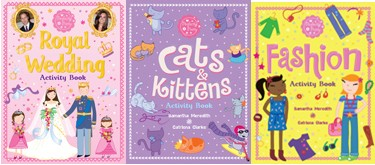 Royal
Wedding
Activity Book
Cats
&
Kittens
Activity Book
Samantha Meredith
Catriona Clarke
Fashion
Activity Book
Samantha Meredith
Catriona Clarke